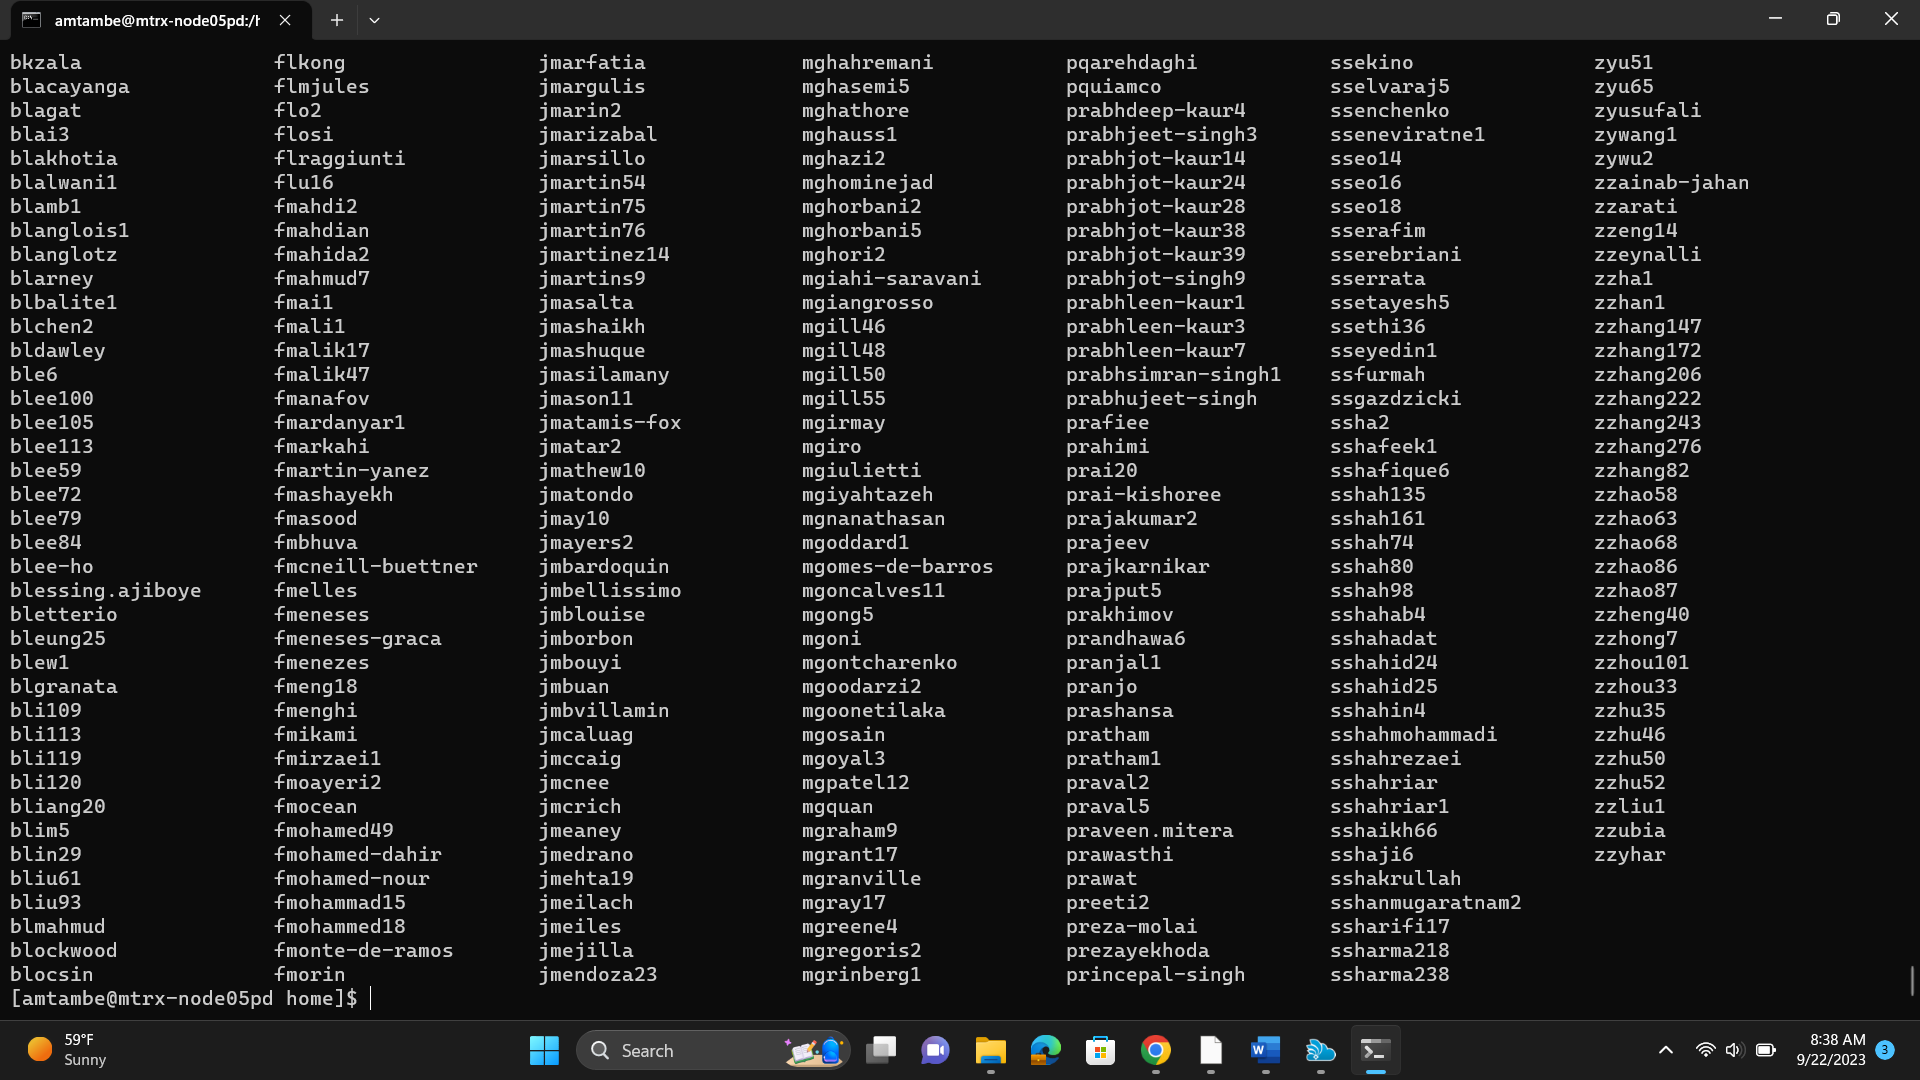 amtambe@mtrx-node05pd:/h
bkzala flkong jmarfatia mghahremani pqarehdaghi ssekino zyu51
blacayanga flmjules jmargulis mghasemi5 pquiamco sselvaraj5 zyu65
blagat flo2 jmarin2 mghathore prabhdeep-kaur4 ssenchenko zyusufali
blai3 flosi jmarizabal mghauss1 prabhjeet-singh3 sseneviratne1 zywang1
blakhotia flraggiunti jmarsillo mghazi2 prabhjot-kaur14 sseo14 zywu2
blalwani1 flu16 jmartin54 mghominejad prabhjot-kaur24 sseo16 zzainab-jahan
blamb1 fmahdi2 jmartin75 mghorbani2 prabhjot-kaur28 sseo18 zzarati
blanglois1 fmahdian jmartin76 mghorbani5 prabhjot-kaur38 sserafim zzeng14
blanglotz fmahida2 jmartinez14 mghori2 prabhjot-kaur39 sserebriani zzeynalli
blarney fmahmud7 jmartins9 mgiahi-saravani prabhjot-singh9 sserrata zzha1
blbalite1 fmai1 jmasalta mgiangrosso prabhleen-kaur1 ssetayesh5 zzhan1
blchen2 fmali1 jmashaikh mgill46 prabhleen-kaur3 ssethi36 zzhang147
bldawley fmalik17 jmashuque mgill48 prabhleen-kaur7 sseyedin1 zzhang172
ble6 fmalik47 jmasilamany mgill50 prabhsimran-singh1 ssfurmah zzhang206
blee100 fmanafov jmason11 mgill55 prabhujeet-singh ssgazdzicki zzhang222
blee105 fmardanyar1 jmatamis-fox mgirmay prafiee ssha2 zzhang243
blee113 fmarkahi jmatar2 mgiro prahimi sshafeek1 zzhang276
blee59 fmartin-yanez jmathew10 mgiulietti prai20 sshafique6 zzhang82
blee72 fmashayekh jmatondo mgiyahtazeh prai-kishoree sshah135 zzhao58
blee79 fmasood jmay10 mgnanathasan prajakumar2 sshah161 zzhao63
blee84 fmbhuva jmayers2 mgoddard1 prajeev sshah74 zzhao68
blee-ho fmcneill-buettner jmbardoquin mgomes-de-barros prajkarnikar sshah80 zzhao86
blessing.ajiboye fmelles jmbellissimo mgoncalves11 prajput5 sshah98 zzhao87
bletterio fmeneses jmblouise mgong5 prakhimov sshahab4 zzheng40
bleung25 fmeneses-graca jmborbon mgoni prandhawa6 sshahadat zzhong7
blew1 fmenezes jmbouyi mgontcharenko pranjal1 sshahid24 zzhou101
blgranata fmeng18 jmbuan mgoodarzi2 pranjo sshahid25 zzhou33
bli109 fmenghi jmbvillamin mgoonetilaka prashansa sshahin4 zzhu35
bli113 fmikami jmcaluag mgosain pratham sshahmohammadi zzhu46
bli119 fmirzaei1 jmccaig mgoyal3 pratham1 sshahrezaei zzhu50
bli120 fmoayeri2 jmcnee mgpatel12 praval2 sshahriar zzhu52
bliang20 fmocean jmcrich mgquan praval5 sshahriar1 zzliu1
blim5 fmohamed49 jmeaney mgraham9 praveen.mitera sshaikh66 zzubia
blin29 fmohamed-dahir jmedrano mgrant17 prawasthi sshaji6 zzyhar
bliu61 fmohamed-nour jmehta19 mgranville prawat sshakrullah
bliu93 fmohammad15 jmeilach mgray17 preeti2 sshanmugaratnam2
blmahmud fmohammed18 jmeiles mgreene4 preza-molai ssharifi17
blockwood fmonte-de-ramos jmejilla mgregoris2 prezayekhoda ssharma218
blocsin fmorin jmendoza23 mgrinberg1 princepal-singh ssharma238
[amtambe@mtrx-node05pd home]$
59°F
Sunny
Search
8:38 AM
9/22/2023
3